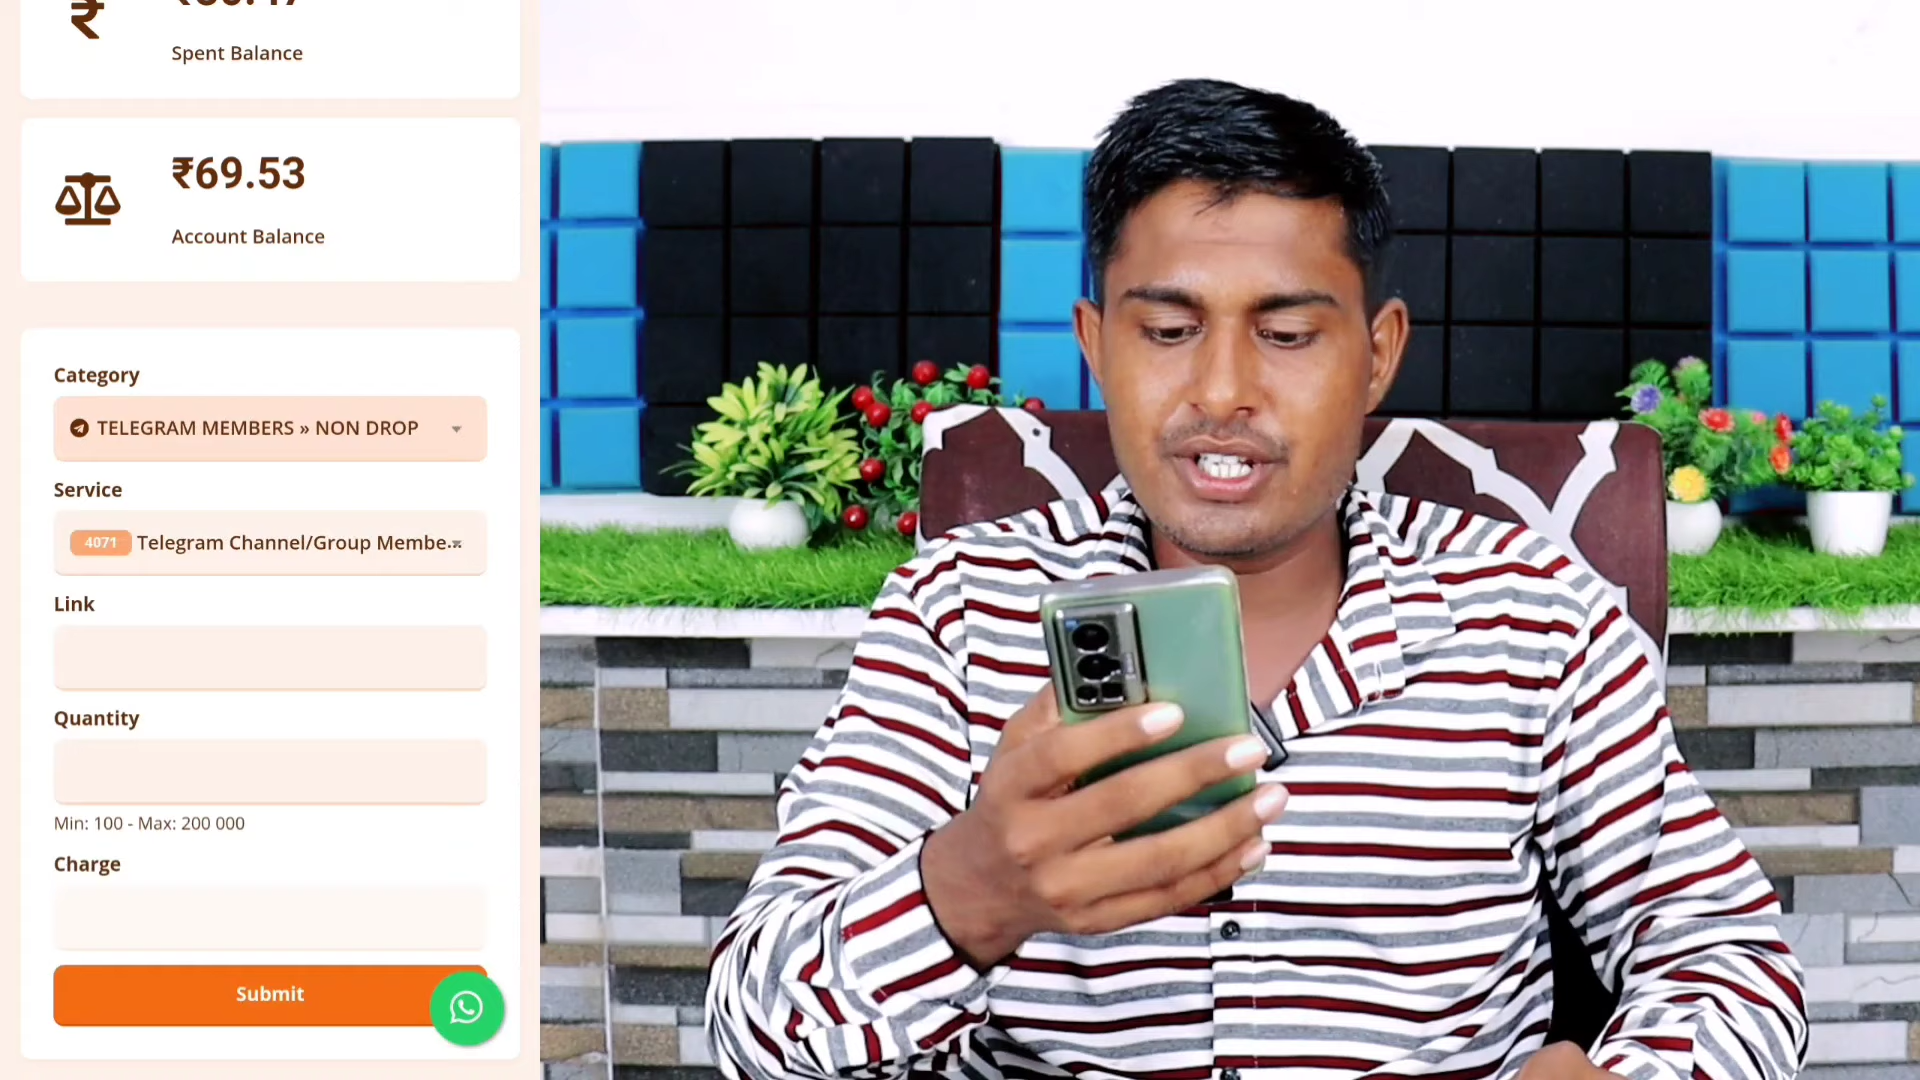 Spent Balance
₹69.53
Account Balance
Category
TELEGRAM MEMBERS » NON DROP
Service
4071 Telegram Channel/Group Membe...
Link
Quantity
Min: 100 - Max: 200 000
Charge
Submit